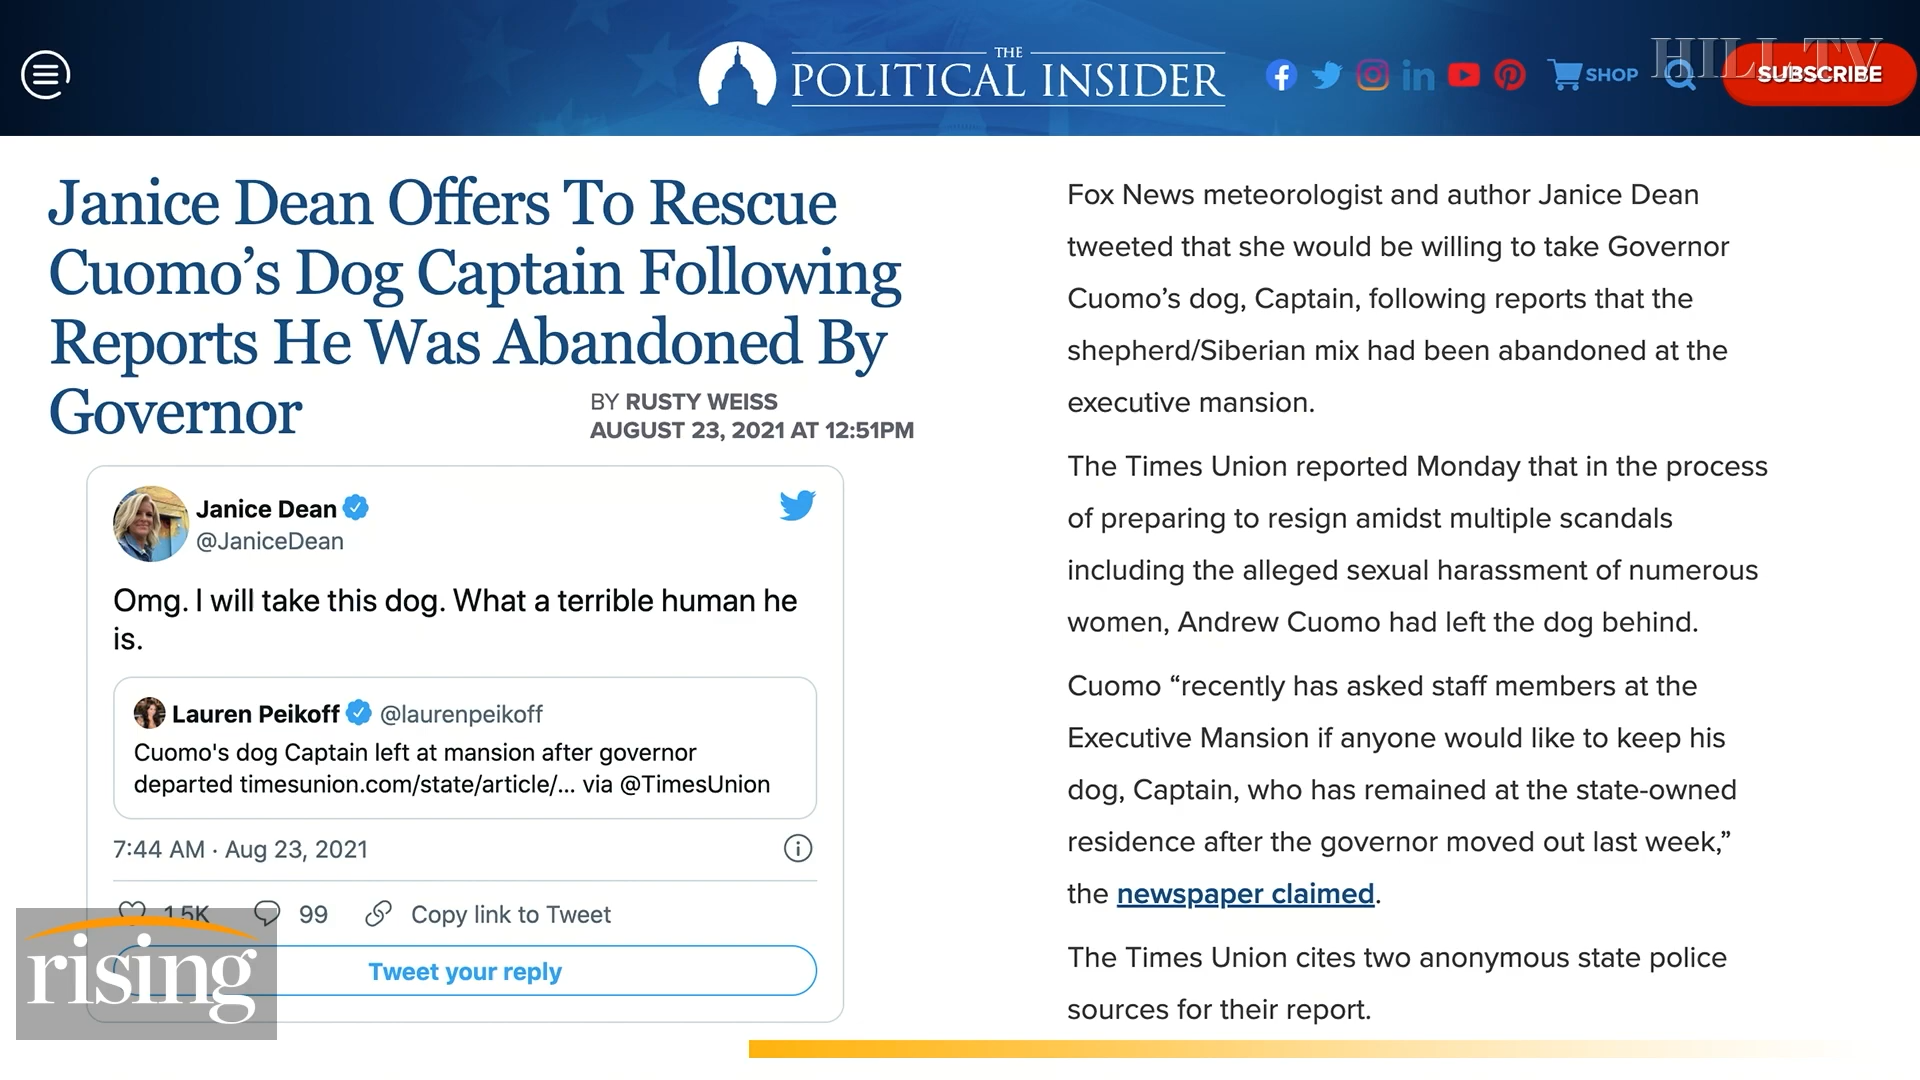 THE
POLITICAL INSIDER
SHOP
HILL TV
SUBSCRIBE
Janice Dean Offers To Rescue
Cuomo’s Dog Captain Following
Reports He Was Abandoned By
Governor
BY RUSTY WEISS
AUGUST 23, 2021 AT 12:51PM
Janice Dean
@JaniceDean
Omg. I will take this dog. What a terrible human he
is.
Lauren Peikoff @laurenpeikoff
Cuomo's dog Captain left at mansion after governor
departed timesunion.com/state/article/... via @TimesUnion
7:44 AM · Aug 23, 2021
1.5K 99 Copy link to Tweet
Tweet your reply
rising
Fox News meteorologist and author Janice Dean
tweeted that she would be willing to take Governor
Cuomo’s dog, Captain, following reports that the
shepherd/Siberian mix had been abandoned at the
executive mansion.
The Times Union reported Monday that in the process
of preparing to resign amidst multiple scandals
including the alleged sexual harassment of numerous
women, Andrew Cuomo had left the dog behind.
Cuomo “recently has asked staff members at the
Executive Mansion if anyone would like to keep his
dog, Captain, who has remained at the state-owned
residence after the governor moved out last week,”
the newspaper claimed.
The Times Union cites two anonymous state police
sources for their report.